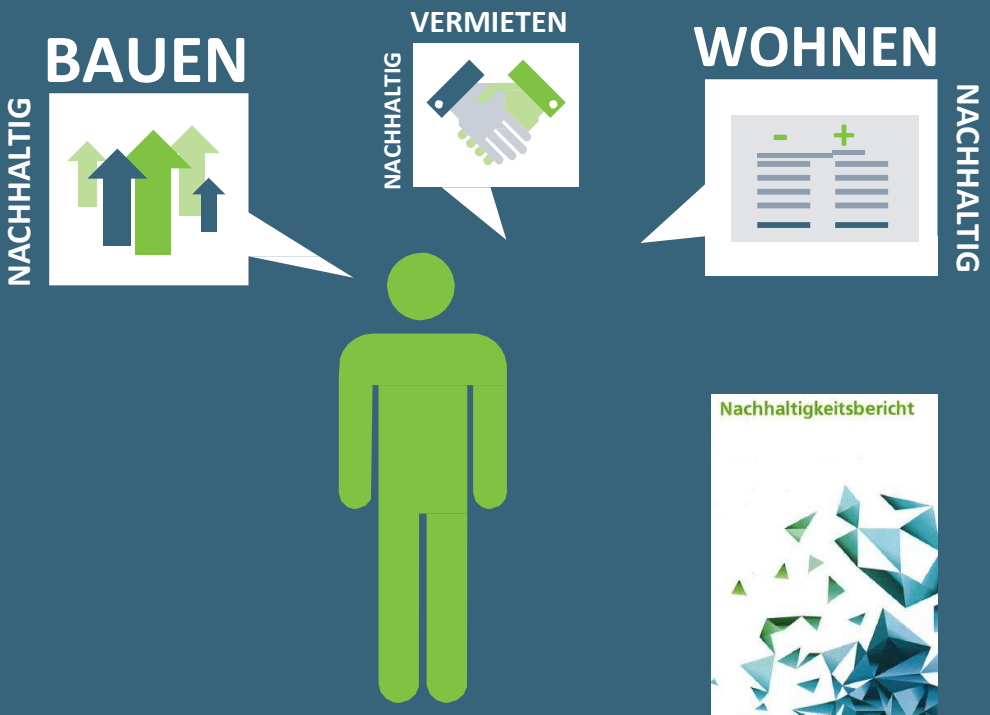 NACHHALTIG
BAUEN
NACHHALTIG
VERMIETEN
WOHNEN
NACHHALTIG
- +
Nachhaltigkeitsbericht